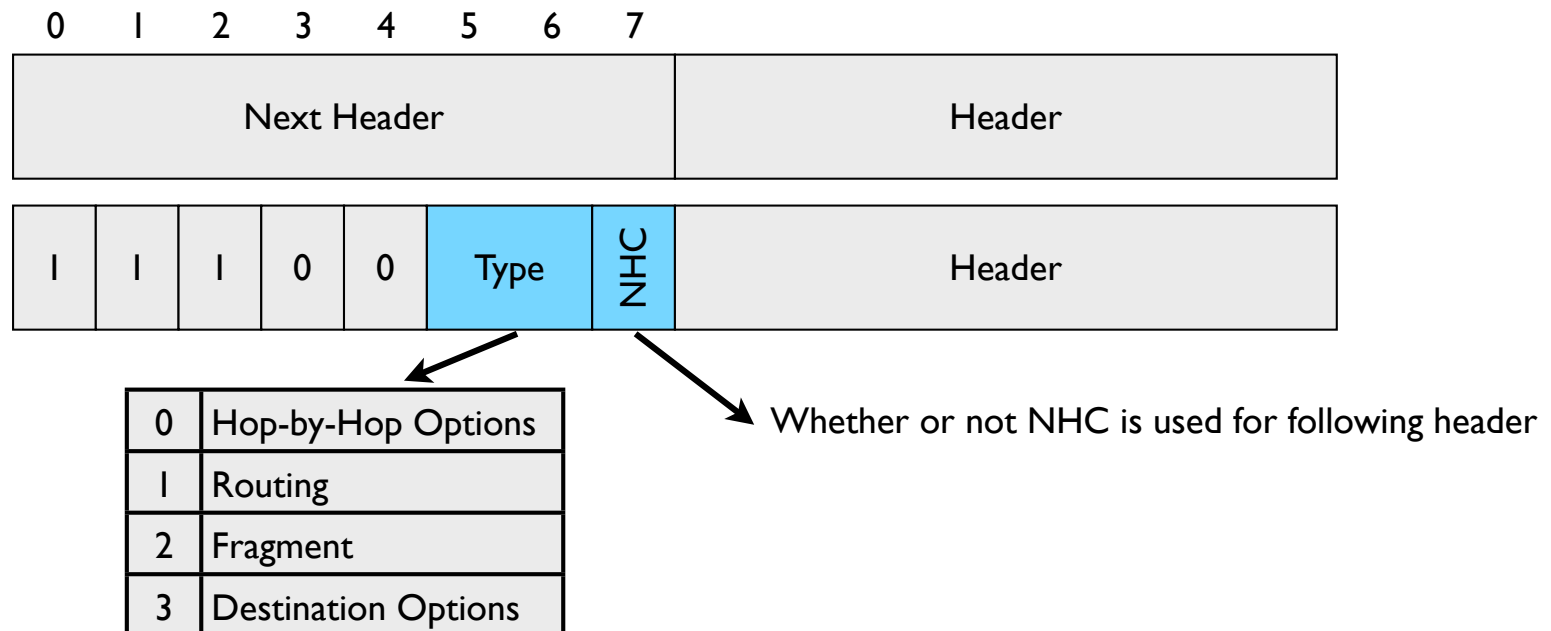 0 1 2 3 4 5 6 7
Next Header Header
1 1 1 0 0 Type NHC Header
0 Hop-by-Hop Options
Whether or not NHC is used for following header
1 Routing
2 Fragment
3 Destination Options